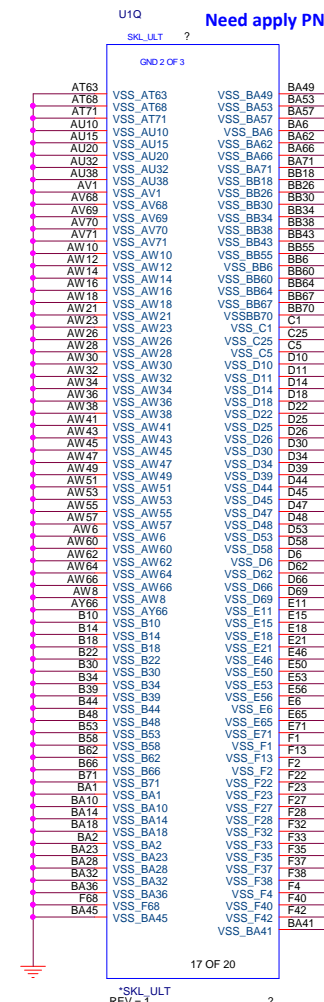 U1Q
Need apply PN
SKL_ULT ?
GND 2 OF 3
AT63 VSS_AT63 VSS_BA49 BA49
AT68 VSS_AT68 VSS_BA53 BA53
AT71 VSS_AT71 VSS_BA57 BA57
AU10 VSS_AU10 VSS_BA6 BA6
AU15 VSS_AU15 VSS_BA62 BA62
AU20 VSS_AU20 VSS_BA66 BA66
AU32 VSS_AU32 VSS_BA71 BA71
AU38 VSS_AU38 VSS_BB18 BB18
AV1 VSS_AV1 VSS_BB26 BB26
AV68 VSS_AV68 VSS_BB30 BB30
AV69 VSS_AV69 VSS_BB34 BB34
AV70 VSS_AV70 VSS_BB38 BB38
AV71 VSS_AV71 VSS_BB43 BB43
AW10 VSS_AW10 VSS_BB55 BB55
AW12 VSS_AW12 VSS_BB6 BB6
AW14 VSS_AW14 VSS_BB60 BB60
AW16 VSS_AW16 VSS_BB64 BB64
AW18 VSS_AW18 VSS_BB67 BB67
AW21 VSS_AW21 VSSBB70 BB70
AW23 VSS_AW23 VSS_C1 C1
AW26 VSS_AW26 VSS_C25 C25
AW28 VSS_AW28 VSS_C5 C5
AW30 VSS_AW30 VSS_D10 D10
AW32 VSS_AW32 VSS_D11 D11
AW34 VSS_AW34 VSS_D14 D14
AW36 VSS_AW36 VSS_D18 D18
AW38 VSS_AW38 VSS_D22 D22
AW41 VSS_AW41 VSS_D25 D25
AW43 VSS_AW43 VSS_D26 D26
AW45 VSS_AW45 VSS_D30 D30
AW47 VSS_AW47 VSS_D34 D34
AW49 VSS_AW49 VSS_D39 D39
AW51 VSS_AW51 VSS_D44 D44
AW53 VSS_AW53 VSS_D45 D45
AW55 VSS_AW55 VSS_D47 D47
AW57 VSS_AW57 VSS_D48 D48
AW6 VSS_AW6 VSS_D53 D53
AW60 VSS_AW60 VSS_D58 D58
AW62 VSS_AW62 VSS_D6 D6
AW64 VSS_AW64 VSS_D62 D62
AW66 VSS_AW66 VSS_D66 D66
AW8 VSS_AW8 VSS_D69 D69
AY66 VSS_AY66 VSS_E11 E11
B10 VSS_B10 VSS_E15 E15
B14 VSS_B14 VSS_E18 E18
B18 VSS_B18 VSS_E21 E21
B22 VSS_B22 VSS_E46 E46
B30 VSS_B30 VSS_E50 E50
B34 VSS_B34 VSS_E53 E53
B39 VSS_B39 VSS_E56 E56
B44 VSS_B44 VSS_E6 E6
B48 VSS_B48 VSS_E65 E65
B53 VSS_B53 VSS_E71 E71
B58 VSS_B58 VSS_F1 F1
B62 VSS_B62 VSS_F13 F13
B66 VSS_B66 VSS_F2 F2
B71 VSS_B71 VSS_F22 F22
BA1 VSS_BA1 VSS_F23 F23
BA10 VSS_BA10 VSS_F27 F27
BA14 VSS_BA14 VSS_F28 F28
BA18 VSS_BA18 VSS_F32 F32
BA2 VSS_BA2 VSS_F33 F33
BA23 VSS_BA23 VSS_F35 F35
BA28 VSS_BA28 VSS_F37 F37
BA32 VSS_BA32 VSS_F38 F38
BA36 VSS_BA36 VSS_F4 F4
F68 VSS_F68 VSS_F40 F40
BA45 VSS_BA45 VSS_F42 F42
VSS_BA41 BA41
17 OF 20
*SKL_ULT
REV = 1 ?